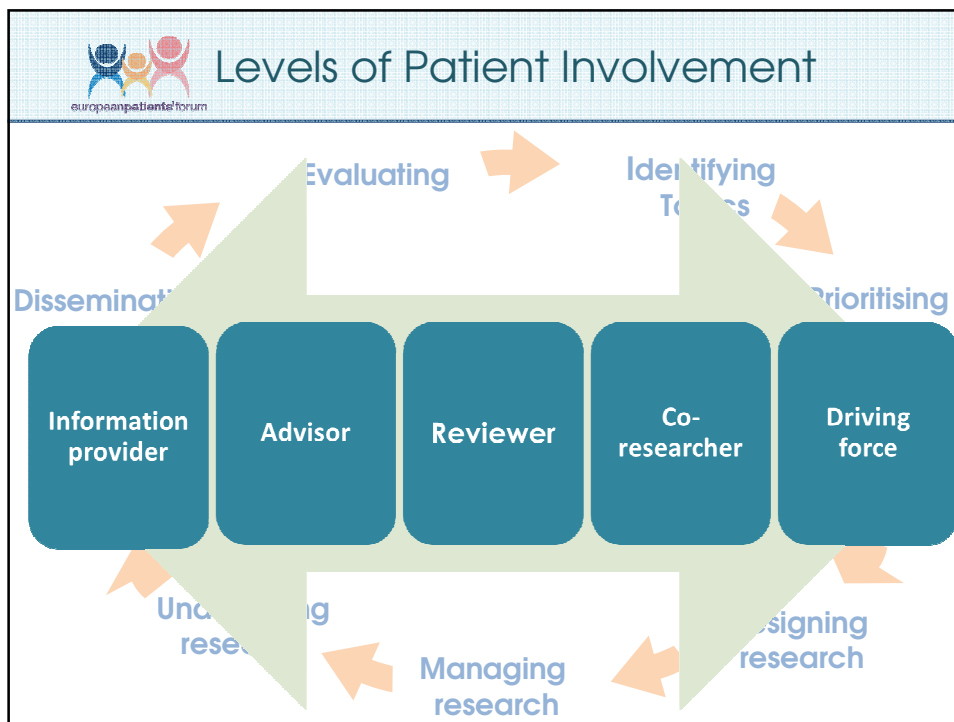 Levels of Patient Involvement
europeanpatients'forum
Evaluating
Identifying
Prioritising
Information
provider
Advisor
Reviewer
Co-
researcher
Driving
force
research
Managing
research